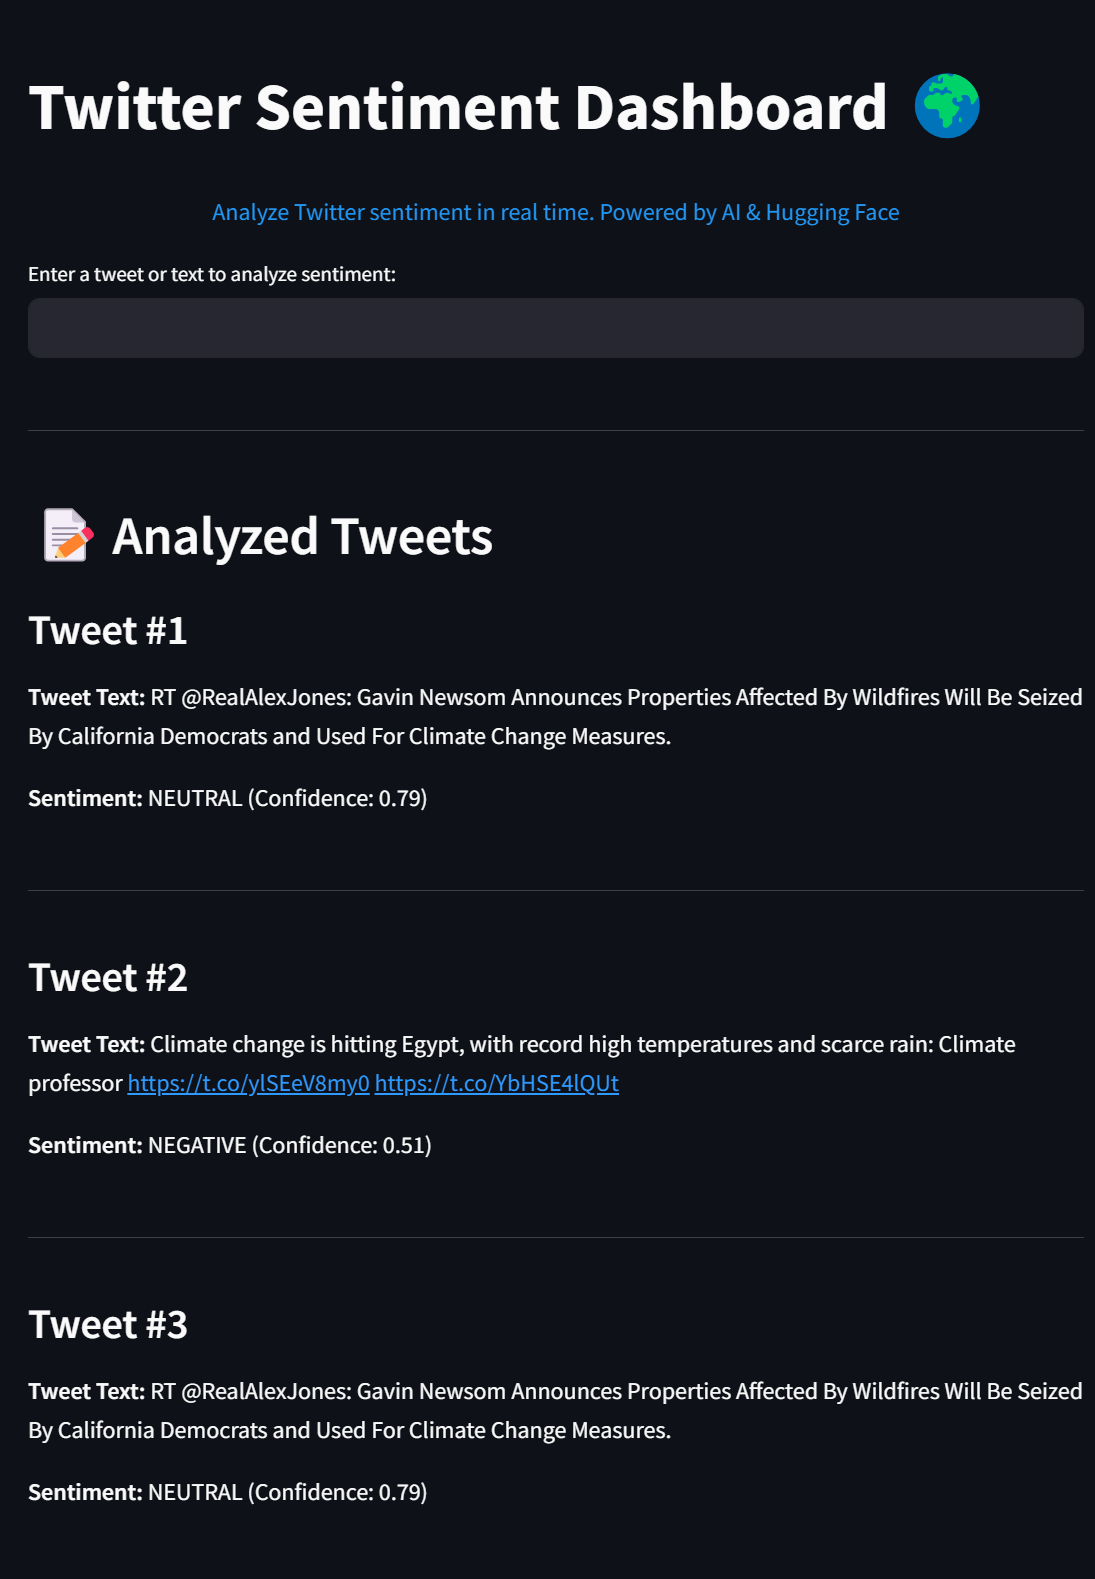 Twitter Sentiment Dashboard
Analyze Twitter sentiment in real time. Powered by AI & Hugging Face
Enter a tweet or text to analyze sentiment:
Analyzed Tweets
Tweet #1
Tweet Text: RT @RealAlexJones: Gavin Newsom Announces Properties Affected By Wildfires Will Be Seized
By California Democrats and Used For Climate Change Measures.
Sentiment: NEUTRAL (Confidence: 0.79)
Tweet #2
Tweet Text: Climate change is hitting Egypt, with record high temperatures and scarce rain: Climate
professor https://t.co/ylSEeV8my0 https://t.co/YbHSE4lQUt
Sentiment: NEGATIVE (Confidence: 0.51)
Tweet #3
Tweet Text: RT @RealAlexJones: Gavin Newsom Announces Properties Affected By Wildfires Will Be Seized
By California Democrats and Used For Climate Change Measures.
Sentiment: NEUTRAL (Confidence: 0.79)